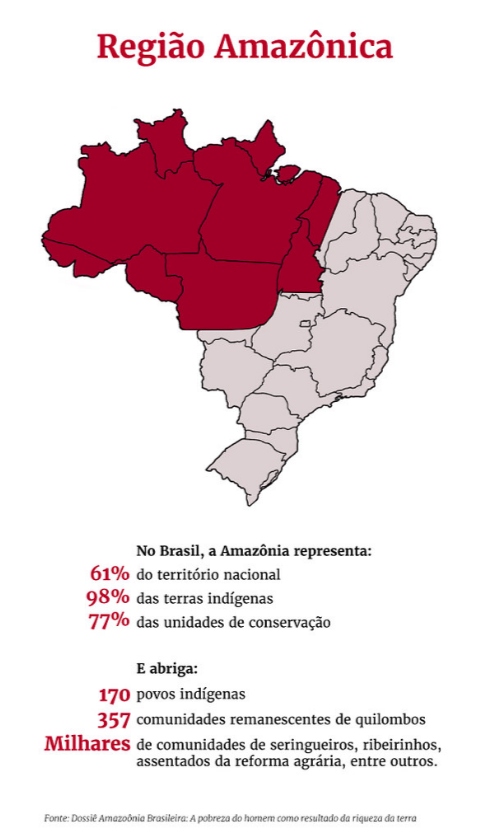 Região Amazônica
No Brasil, a Amazônia representa:
61% do território nacional
98% das terras indígenas
77% das unidades de conservação
E abriga:
170 povos indígenas
357 comunidades remanescentes de quilombos
Milhares de comunidades de seringueiros, ribeirinhos,
assentados da reforma agrária, entre outros.
Fonte: Dossiê Amazoônia Brasileira: A pobreza do homem como resultado da riqueza da terra